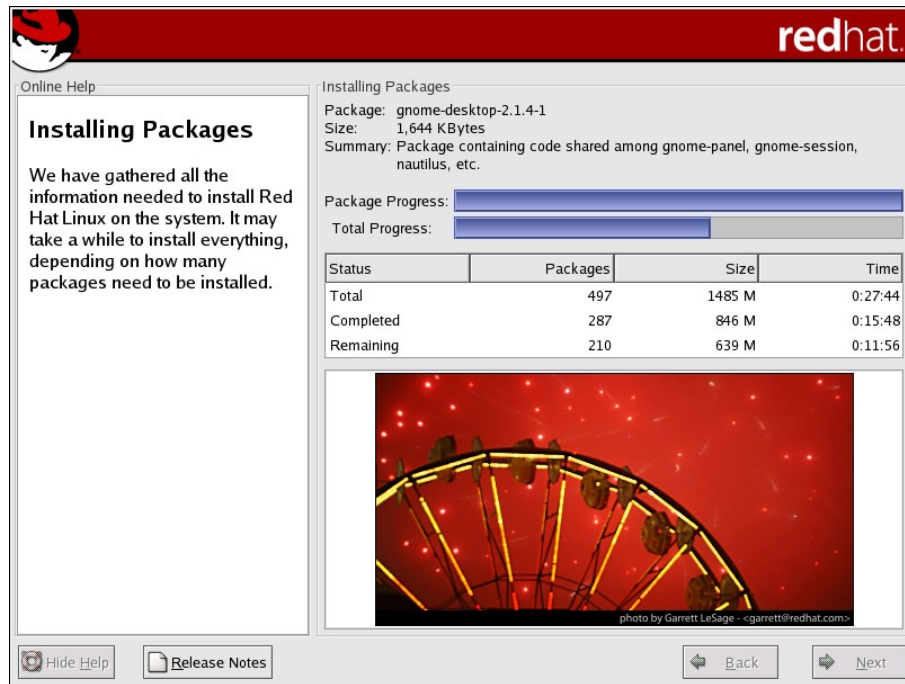 redhat.
Online Help
Installing Packages
We have gathered all the
information needed to install Red
Hat Linux on the system. It may
take a while to install everything,
depending on how many
packages need to be installed.
Installing Packages
Package: gnome-desktop-2.1.4-1
Size: 1,644 KBytes
Summary: Package containing code shared among gnome-panel, gnome-session,
nautilus, etc.
Package Progress:
Total Progress:
Status Packages Size Time
Total 497 1485 M 0:27:44
Completed 287 846 M 0:15:48
Remaining 210 639 M 0:11:56
photo by Garrett LeSage - <garrett@redhat.com>
Hide Help Release Notes Back Next